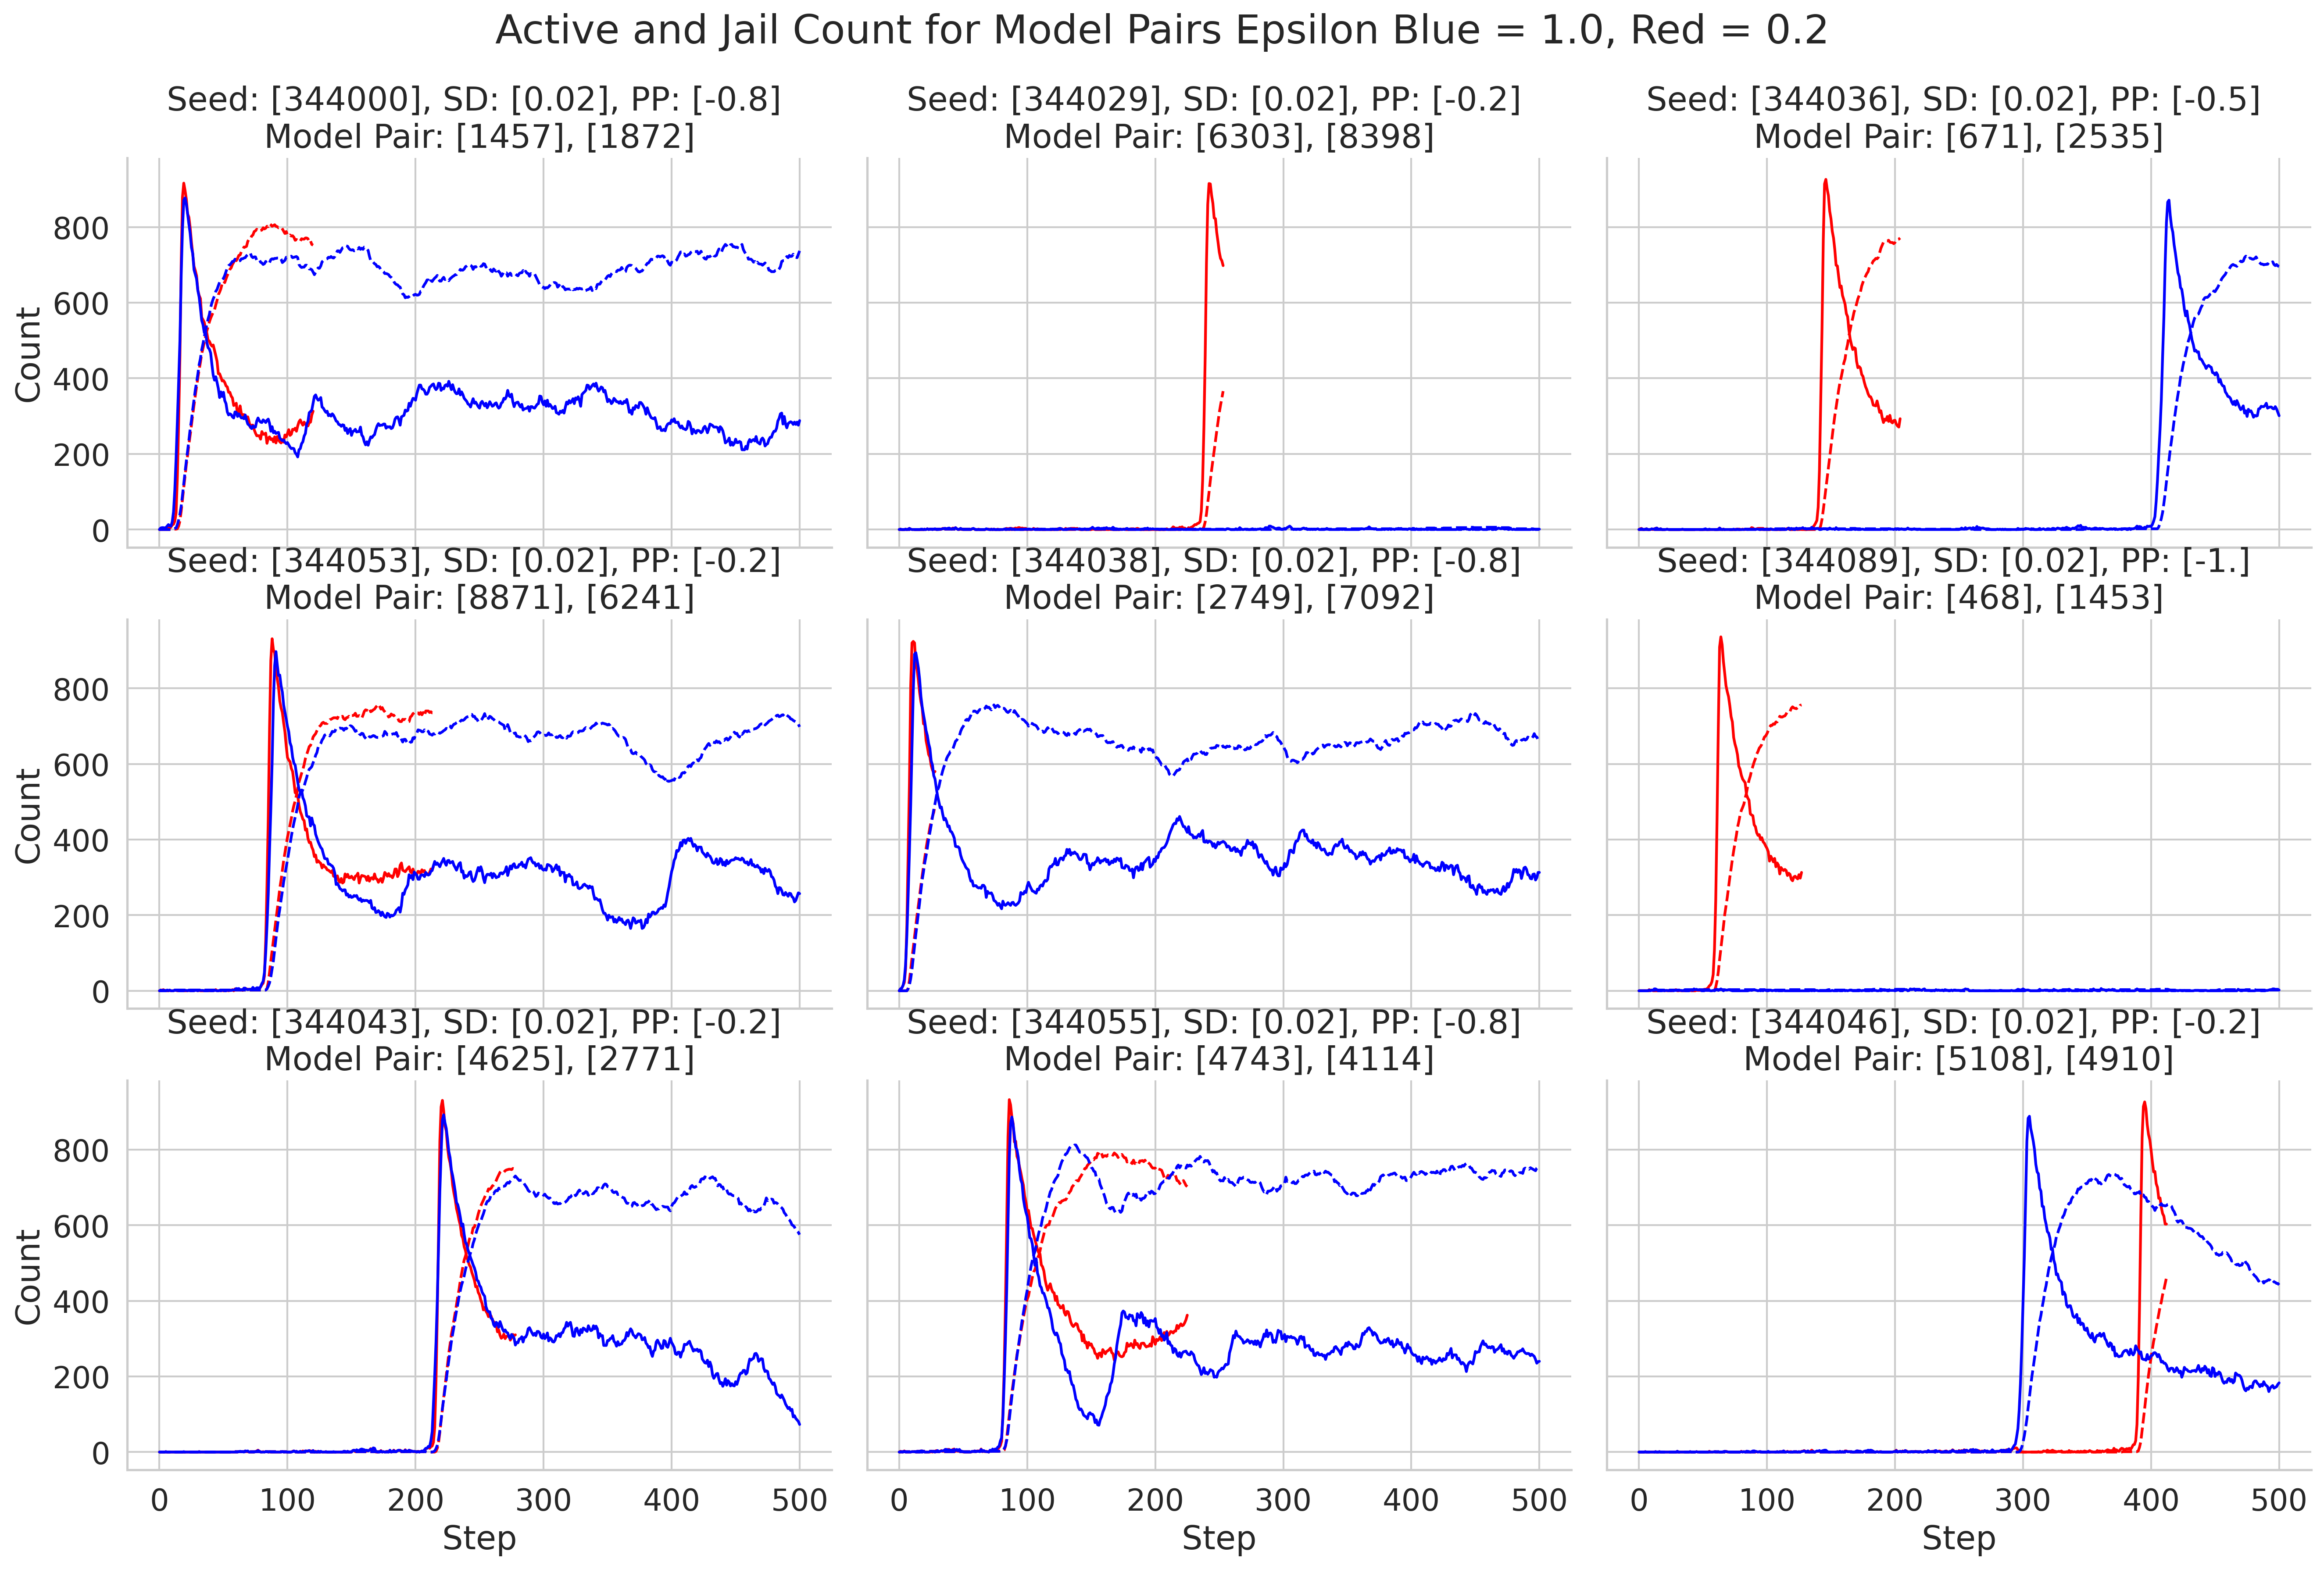 Active and Jail Count for Model Pairs Epsilon Blue = 1.0, Red = 0.2
Seed: [344000], SD: [0.02], PP: [-0.8]
Model Pair: [1457], [1872]
Seed: [344029], SD: [0.02], PP: [-0.2]
Model Pair: [6303], [8398]
Seed: [344036], SD: [0.02], PP: [-0.5]
Model Pair: [671], [2535]
800
600
400
200
0
Count
Seed: [344053], SD: [0.02], PP: [-0.2]
Model Pair: [8871], [6241]
Seed: [344038], SD: [0.02], PP: [-0.8]
Model Pair: [2749], [7092]
Seed: [344089], SD: [0.02], PP: [-1.]
Model Pair: [468], [1453]
800
600
400
200
0
Count
Seed: [344043], SD: [0.02], PP: [-0.2]
Model Pair: [4625], [2771]
Seed: [344055], SD: [0.02], PP: [-0.8]
Model Pair: [4743], [4114]
Seed: [344046], SD: [0.02], PP: [-0.2]
Model Pair: [5108], [4910]
800
600
400
200
0
Count
0 100 200 300 400 500
Step
0 100 200 300 400 500
Step
0 100 200 300 400 500
Step